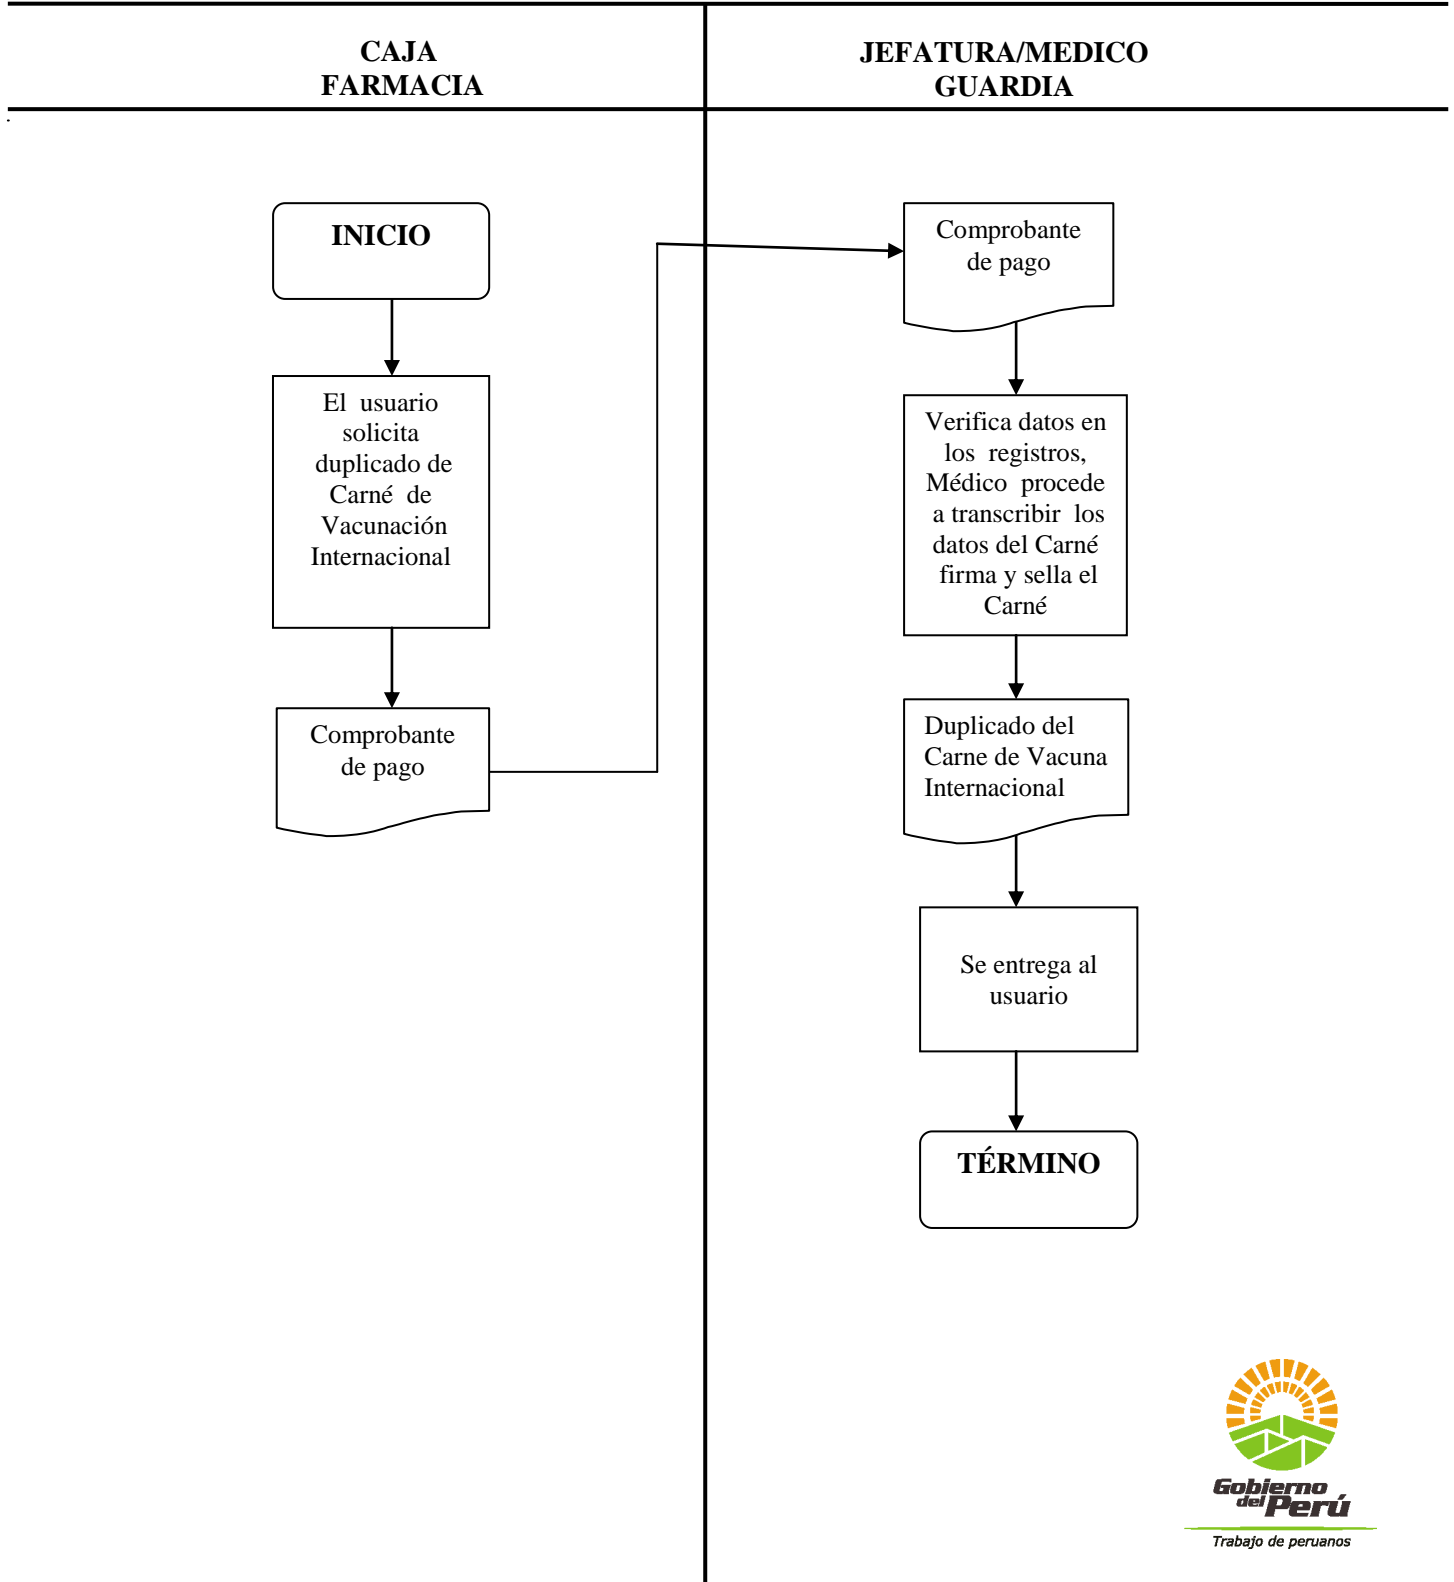 CAJA
FARMACIA
JEFATURA/MEDICO
GUARDIA
INICIO
El usuario
solicita
duplicado de
Carné de
Vacunación
Internacional
Comprobante
de pago
Comprobante
de pago
Verifica datos en
los registros,
Médico procede
a transcribir los
datos del Carné
firma y sella el
Carné
Duplicado del
Carne de Vacuna
Internacional
Se entrega al
usuario
TÉRMINO
Gobierno
del Perú
Trabajo de peruanos